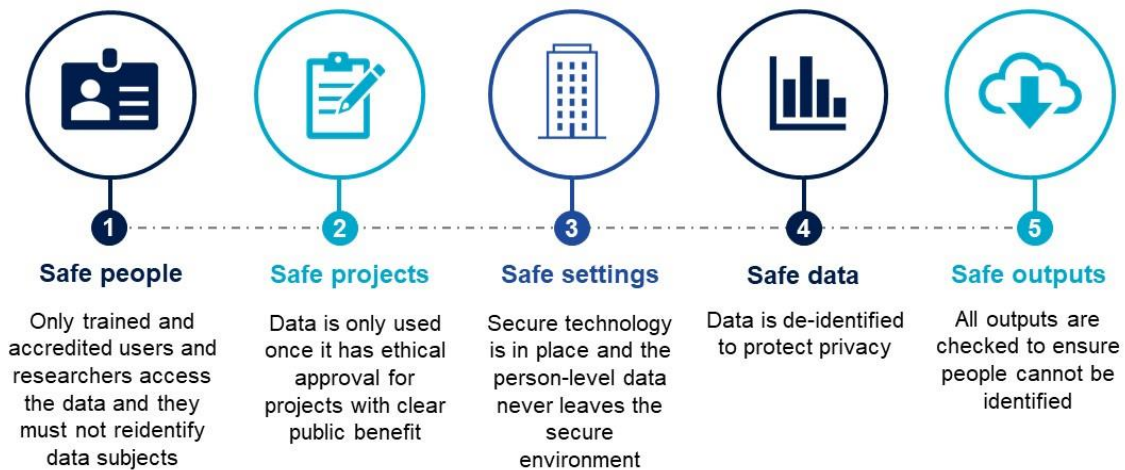 1
Safe people
Only trained and
accredited users and
researchers access
the data and they
must not reidentify
data subjects
2
Safe projects
Data is only used
once it has ethical
approval for
projects with clear
public benefit
3
Safe settings
Secure technology
is in place and the
person-level data
never leaves the
secure
environment
4
Safe data
Data is de-identified
to protect privacy
5
Safe outputs
All outputs are
checked to ensure
people cannot be
identified